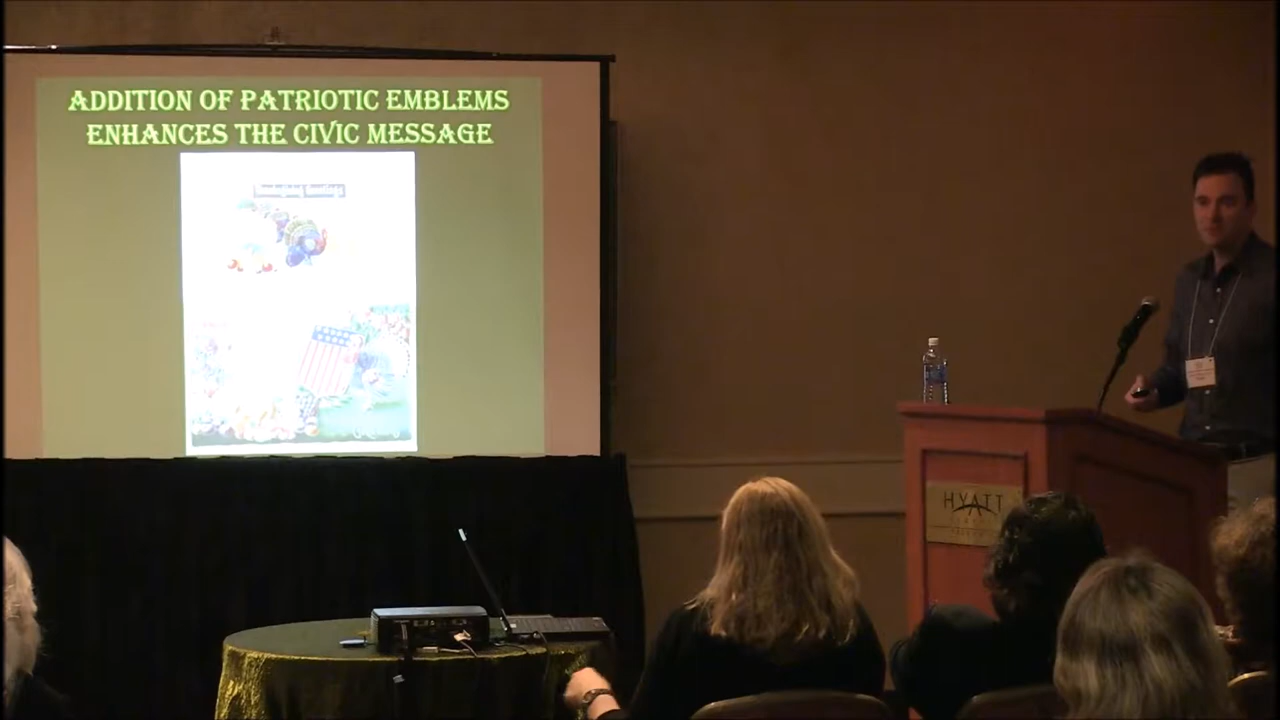 ADDITION OF PATRIOTIC EMBLEMS
ENHANCES THE CIVIC MESSAGE
HYATT